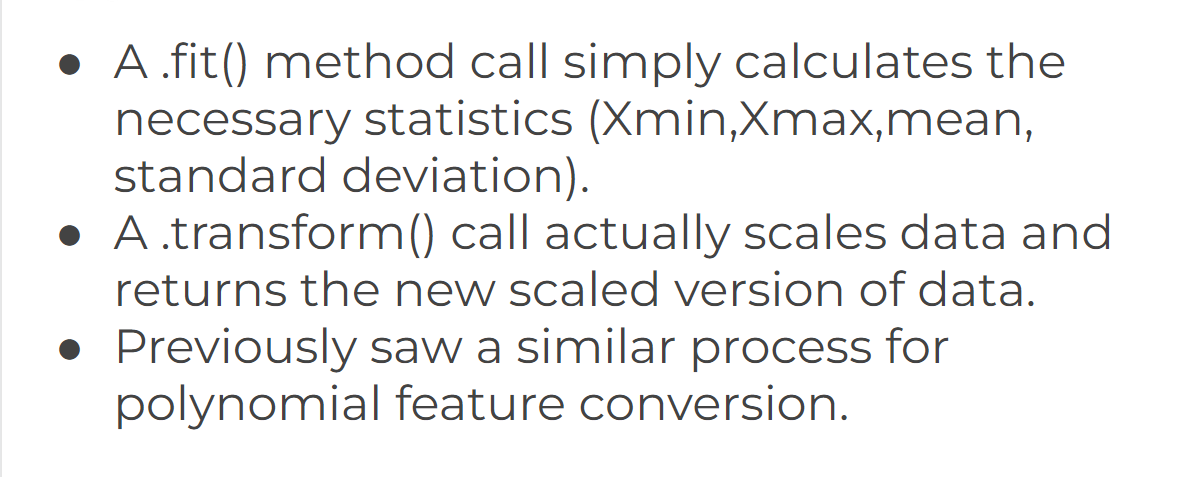 ● A .fit() method call simply calculates the
necessary statistics (Xmin,Xmax,mean,
standard deviation).
● A .transform() call actually scales data and
returns the new scaled version of data.
● Previously saw a similar process for
polynomial feature conversion.